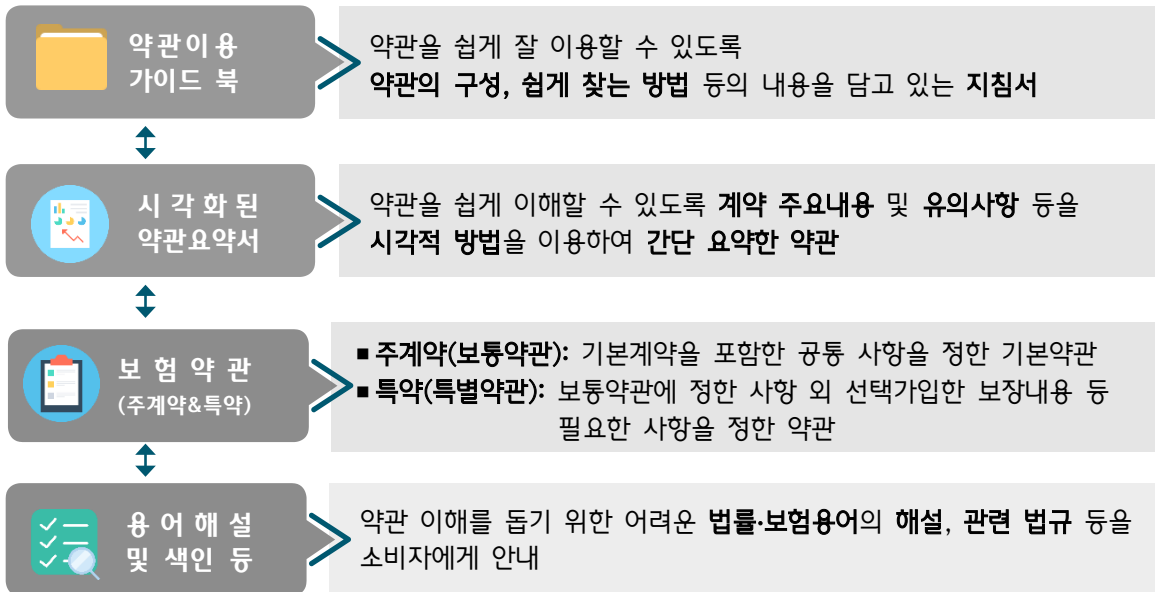 약관이용
가이드 북
약관을 쉽게 잘 이용할 수 있도록
약관의 구성, 쉽게 찾는 방법 등의 내용을 담고 있는 지침서
시각화된
약관요약서
약관을 쉽게 이해할 수 있도록 계약 주요내용 및 유의사항 등을
시각적 방법을 이용하여 간단 요약한 약관
보험약관
(주계약&특약)
▪ 주계약(보통약관): 기본계약을 포함한 공통 사항을 정한 기본약관
▪ 특약(특별약관): 보통약관에 정한 사항 외 선택가입한 보장내용 등
필요한 사항을 정한 약관
용어해설
및 색인 등
약관 이해를 돕기 위한 어려운 법률·보험용어의 해설, 관련 법규 등을
소비자에게 안내